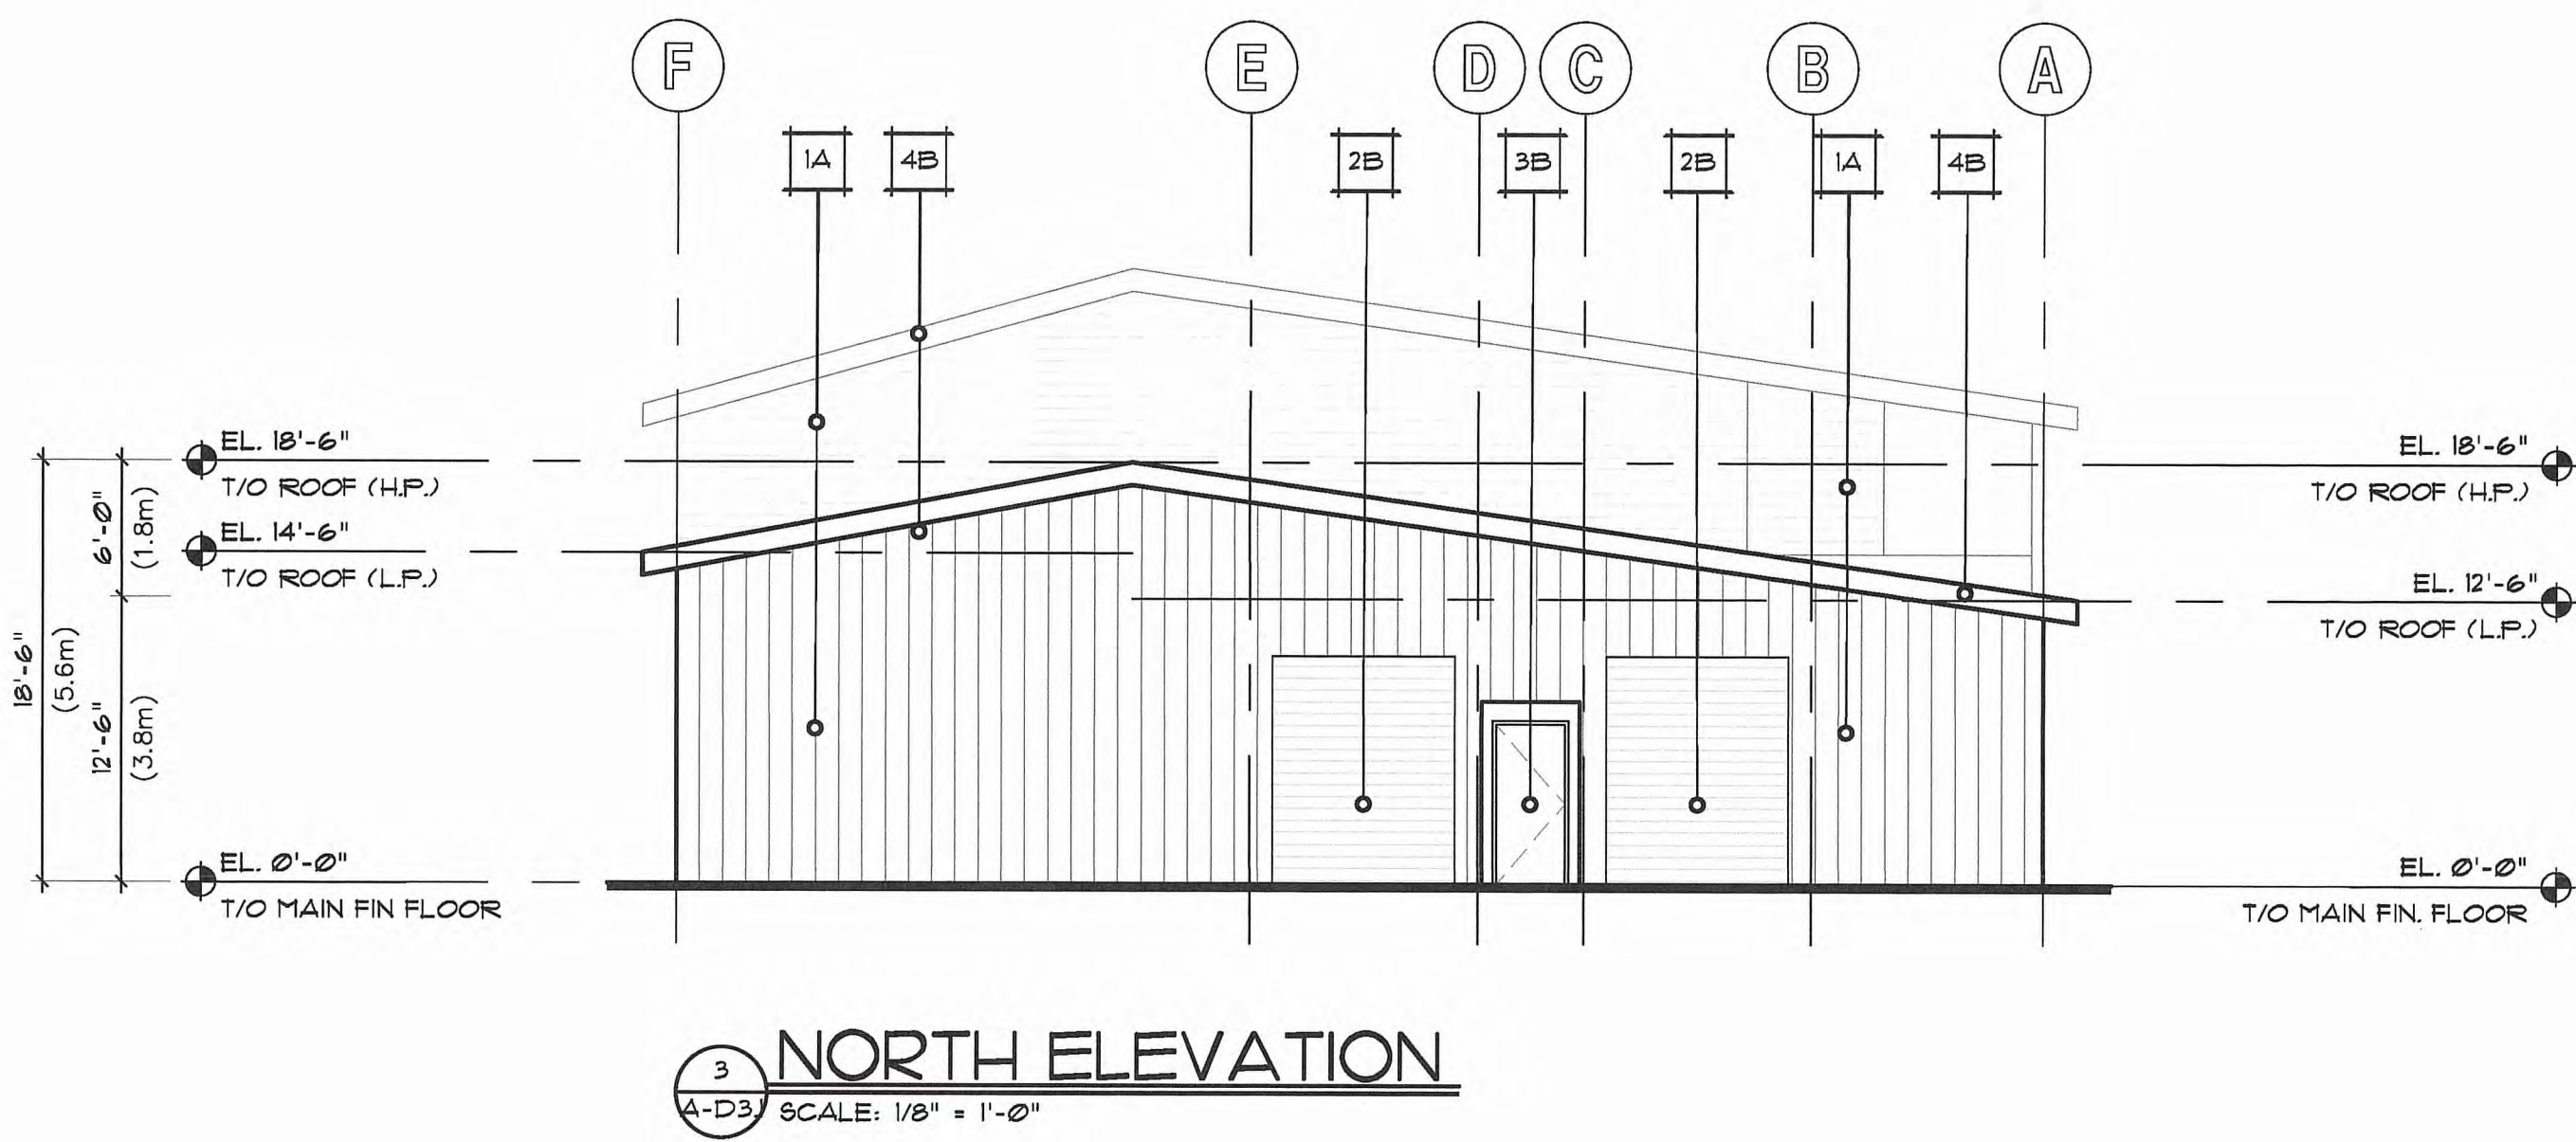 F E D C B A
1A 4B 2B 3B 2B 1A 4B
EL. 18'-6"
T/O ROOF (H.P.)
EL. 14'-6"
T/O ROOF (L.P.)
EL. 0'-0"
T/O MAIN FIN FLOOR
18'-6"
(5.6m)
6'-0"
(1.8m)
12'-6"
(3.8m)
EL. 18'-6"
T/O ROOF (H.P.)
EL. 12'-6"
T/O ROOF (L.P.)
EL. 0'-0"
T/O MAIN FIN. FLOOR
3
NORTH ELEVATION
SCALE: 1/8" = 1'-0"